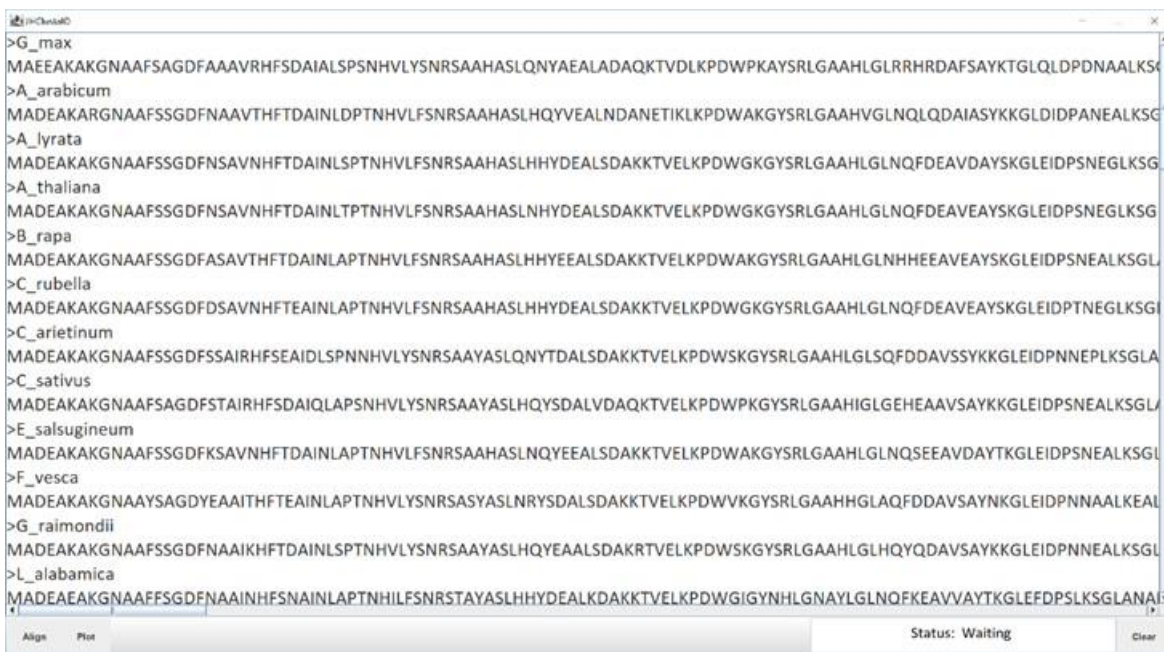 >G_max
MAEEAKAKGNAAFSAGDFAAAVRHFSDAIALSPSNHVLYSNRSAAHASLQNYAEALADAQKTVDLKPDWPKAYSRLGAAHLGLRRHRDAFSAYKTGLQLDPDNAALKSG
>A_arabicum
MADEAKARGNAAFSSGDFNAAVTHFTDAINLDPTNHVLFSNRSAAHASLHQYVEALNDANETIKLKPDWAKGYSRLGAAHVGLNQLQDAIASYKKGLDIDPANEALKSG
>A_lyrata
MADEAKAKGNAAFSSGDFNSAVNHFTDAINLSPTNHVLFSNRSAAHASLHHYDEALSDAKKTVELKPDWGKGYSRLGAAHLGLNQFDEAVDAYSKGLEIDPSNEGLKSG
>A_thaliana
MADEAKAKGNAAFSSGDFNSAVNHFTDAINLTPTNHVLFSNRSAAHASLNHYDEALSDAKKTVELKPDWGKGYSRLGAAHLGLNQFDEAVEAYSKGLEIDPSNEGLKSG
>B_rapa
MADEAKAKGNAAFSSGDFASAVTHFTDAINLAPTNHVLFSNRSAAHASLHHYEEALSDAKKTVELKPDWAKGYSRLGAAHLGLNHHEEAVEAYSKGLEIDPSNEALKSGL
>C_rubella
MADEAKAKGNAAFSSGDFDSAVNHFTEAINLAPTNHVLFSNRSAAHASLHHYDEALSDAKKTVELKPDWGKGYSRLGAAHLGLNQFDEAVEAYSKGLEIDPTNEGLKSG
>C_arietinum
MADEAKAKGNAAFSSGDFSSAIRHFSEAIDLSPNNHVLYSNRSAAYASLQNYTDALSDAKKTVELKPDWSKGYSRLGAAHLGLSQFDDAVSSYKKGLEIDPNNEPLKSGLA
>C_sativus
MADEAKAKGNAAFSAGDFSTAIRHFSDAIQLAPSNHVLYSNRSAAYASLHQYSDALVDAQKTVELKPDWPKGYSRLGAAHIGLGEHEAAVSAYKKGLEIDPSNEALKSGL
>E_salsugineum
MADEAKAKGNAAFSSGDFKSAVNHFTDAINLAPTNHVLFSNRSAAHASLNQYEEALSDAKKTVELKPDWAKGYSRLGAAHLGLNQSEEAVDAYTKGLEIDPSNEALKSGL
>F_vesca
MADEAKAKGNAAYSAGDYEAAITHFTEAINLAPTNHVLYSNRSASYASLNRYSDALSDAKKTVELKPDWVKGYSRLGAAHHGLAQFDDAVSAYNKGLEIDPNNAALKEAL
>G_raimondii
MADEAKAKGNAAFSSGDFNAAIKHFTDAINLSPTNHVLYSNRSAAYASLHQYEAALSDAKRTVELKPDWSKGYSRLGAAHLGLHQYQDAVSAYKKGLEIDPNNEALKSGL
>L_alabamica
MADEAEAKGNAAFFSGDFNAAINHFSNAINLAPTNHILFSNRSTAYASLHHYDEALKDAKKTVELKPDWGIGYNHLGNAYLGLNQFKEAVVAYTKGLEFDPSLKSGLANA
Align Plot Status: Waiting Clear